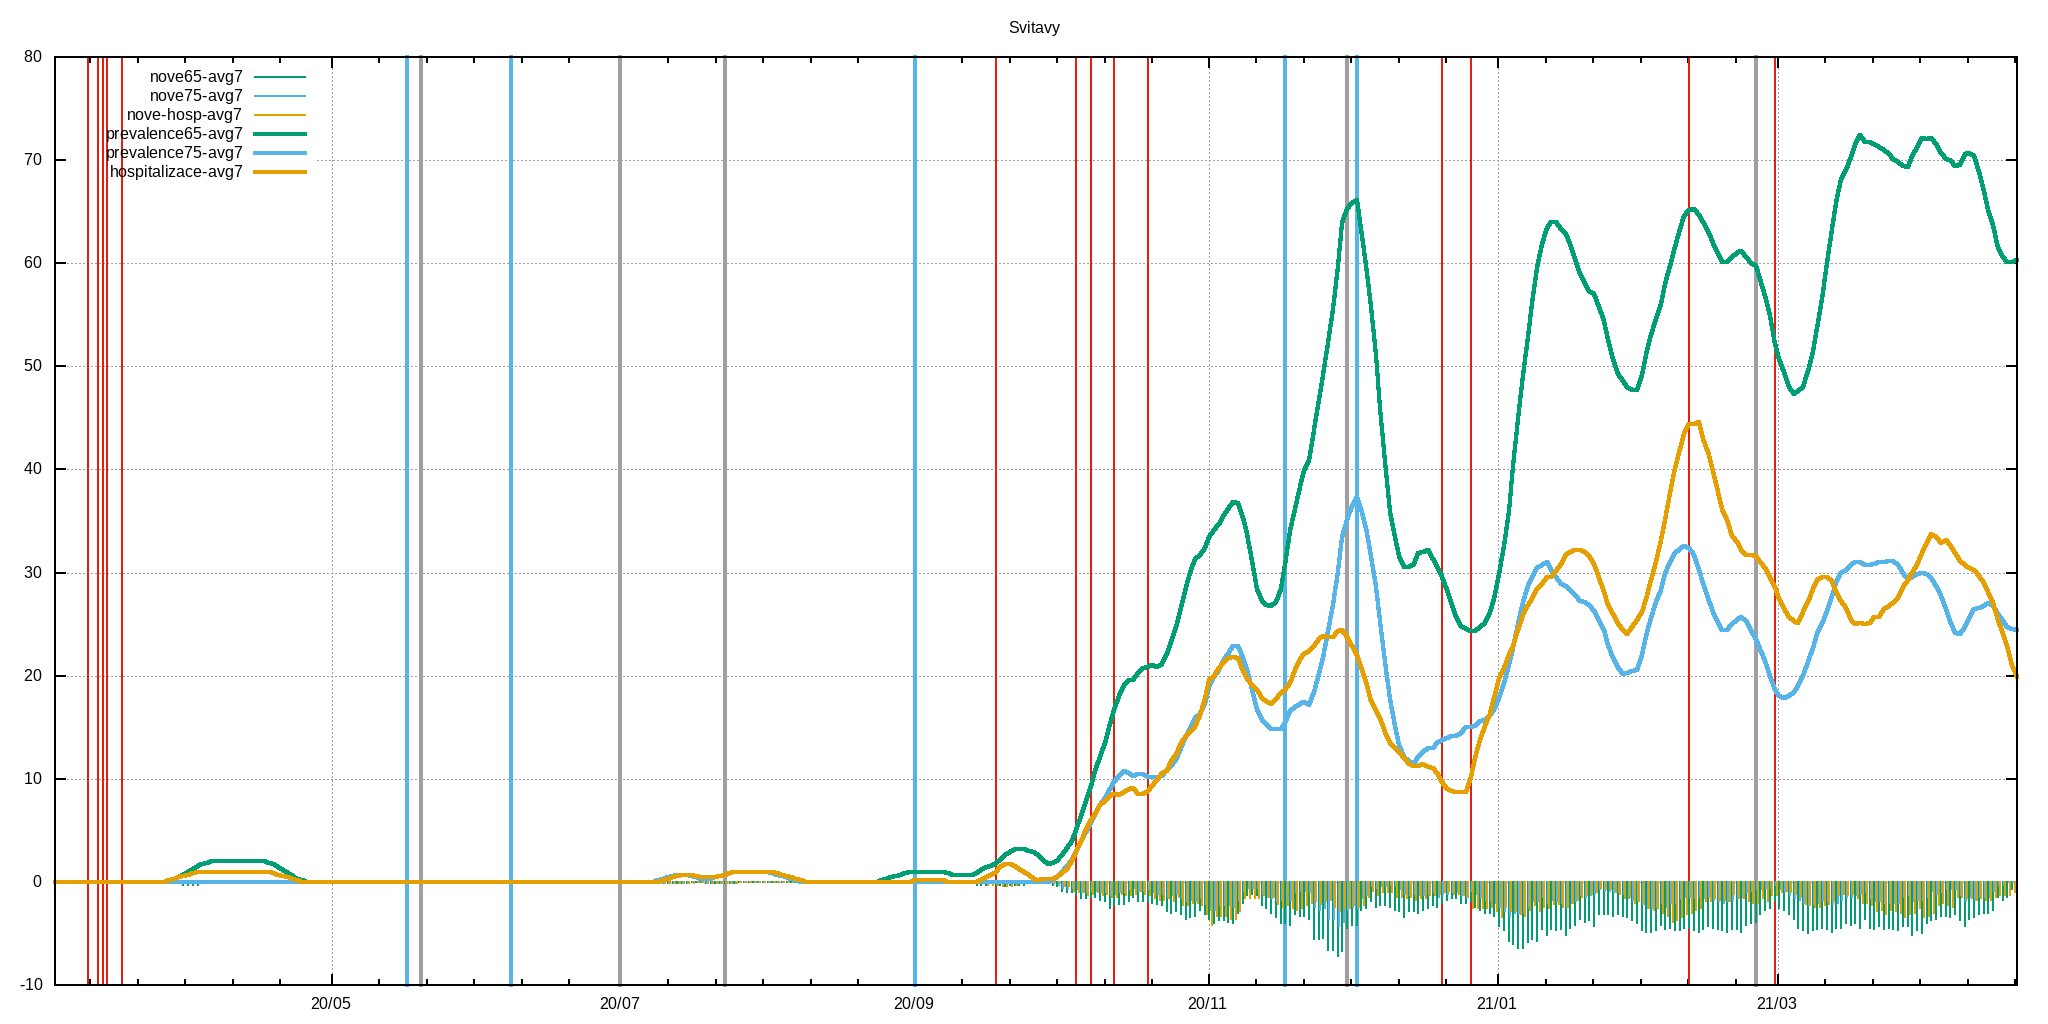 Svitavy
80
70
60
50
40
30
20
10
0
-10
nove65-avg7
nove75-avg7
nove-hosp-avg7
prevalence65-avg7
prevalence75-avg7
hospitalizace-avg7
20/05
20/07
20/09
20/11
21/01
21/03